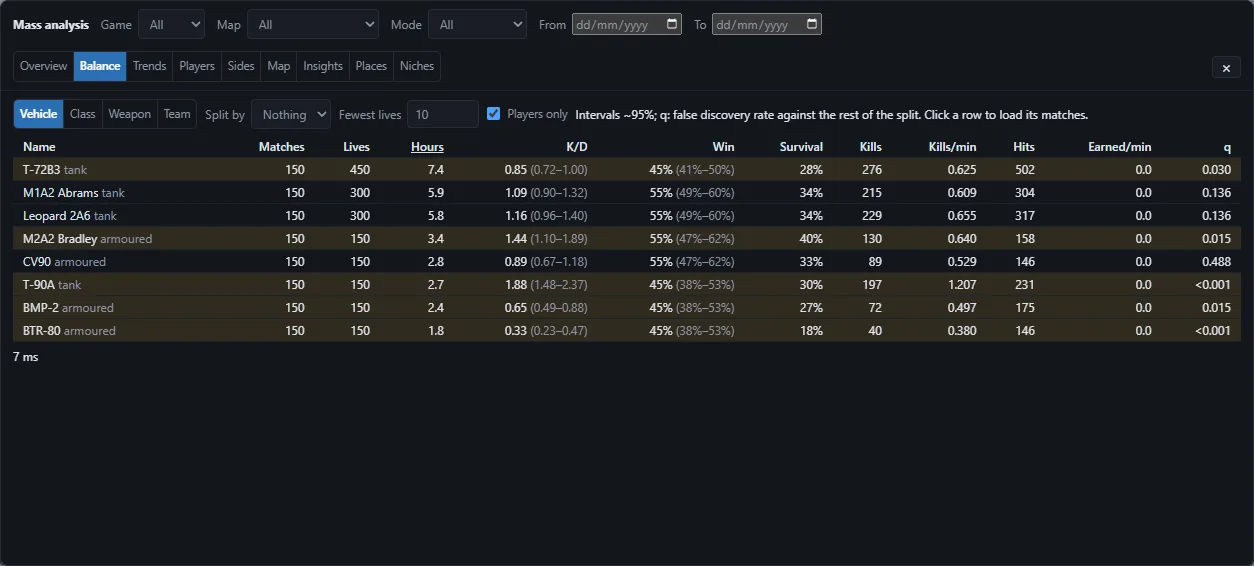 Mass analysis Game All Map All Mode All From dd/mm/yyyy To dd/mm/yyyy
Overview Balance Trends Players Sides Map Insights Places Niches ×
Vehicle Class Weapon Team Split by Nothing Fewest lives 10 Players only Intervals ~95%; q: false discovery rate against the rest of the split. Click a row to load its matches.
Name Matches Lives Hours K/D Win Survival Kills Kills/min Hits Earned/min q
T-72B3 tank 150 450 7.4 0.85 (0.72–1.00) 45% (41%–50%) 28% 276 0.625 502 0.0 0.030
M1A2 Abrams tank 150 300 5.9 1.09 (0.90–1.32) 55% (49%–60%) 34% 215 0.609 304 0.0 0.136
Leopard 2A6 tank 150 300 5.8 1.16 (0.96–1.40) 55% (49%–60%) 34% 229 0.655 317 0.0 0.136
M2A2 Bradley armoured 150 150 3.4 1.44 (1.10–1.89) 55% (47%–62%) 40% 130 0.640 158 0.0 0.015
CV90 armoured 150 150 2.8 0.89 (0.67–1.18) 55% (47%–62%) 33% 89 0.529 146 0.0 0.488
T-90A tank 150 150 2.7 1.88 (1.48–2.37) 45% (38%–53%) 30% 197 1.207 231 0.0 <0.001
BMP-2 armoured 150 150 2.4 0.65 (0.49–0.88) 45% (38%–53%) 27% 72 0.497 175 0.0 0.015
BTR-80 armoured 150 150 1.8 0.33 (0.23–0.47) 45% (38%–53%) 18% 40 0.380 146 0.0 <0.001
7 ms